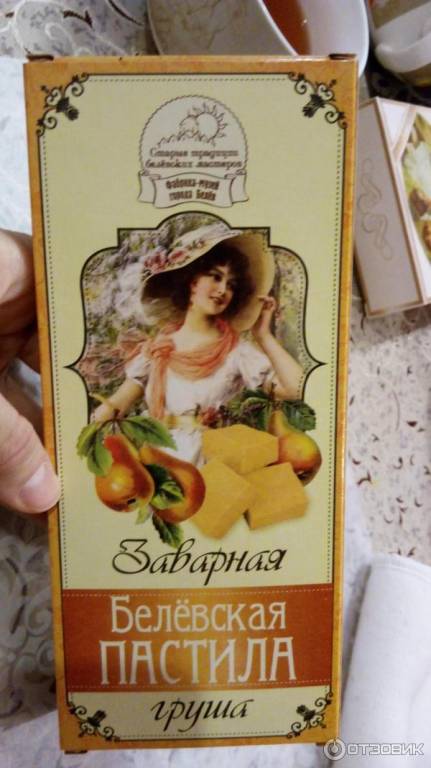 Старые традиции
белёвских мастеров
Фабрика-музей
города Белёв
Заварная
Белёвская
ПАСТИЛА
груша
ОТЗОВИК